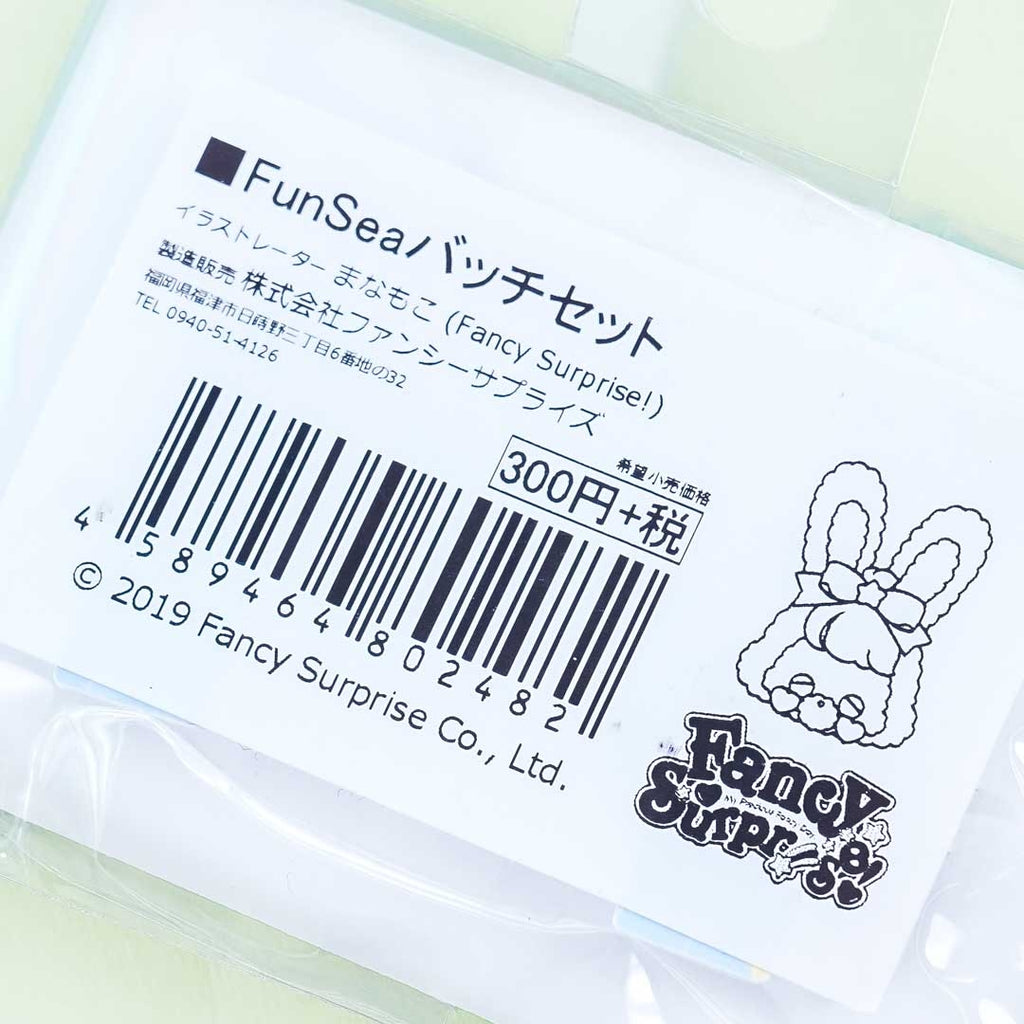 ■FunSeaバッチセット
イラストレーター まなもこ (Fancy Surprise!)
製造販売 株式会社ファンシーサプライズ
福岡県福津市日蒔野三丁目6番地の32
TEL 0940-51-4126
希望小売価格
300円+税
4 589464 802482
© 2019 Fancy Surprise Co., Ltd.
Fancy
My Precious Fancy Day
Surprise!